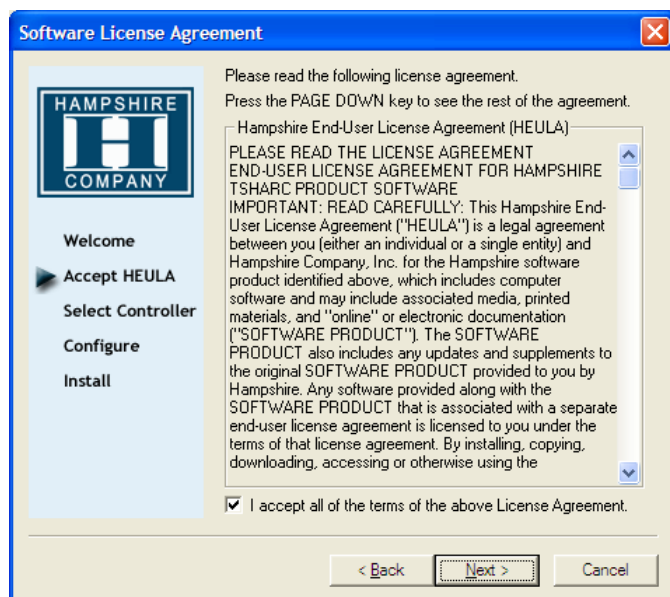 Software License Agreement
HAMPSHIRE
H
COMPANY
Welcome
Accept HEULA
Select Controller
Configure
Install
Please read the following license agreement.
Press the PAGE DOWN key to see the rest of the agreement.
Hampshire End-User License Agreement (HEULA)
PLEASE READ THE LICENSE AGREEMENT
END-USER LICENSE AGREEMENT FOR HAMPSHIRE
TSHARC PRODUCT SOFTWARE
IMPORTANT: READ CAREFULLY: This Hampshire End-
User License Agreement ("HEULA") is a legal agreement
between you (either an individual or a single entity) and
Hampshire Company, Inc. for the Hampshire software
product identified above, which includes computer
software and may include associated media, printed
materials, and "online" or electronic documentation
("SOFTWARE PRODUCT"). The SOFTWARE
PRODUCT also includes any updates and supplements to
the original SOFTWARE PRODUCT provided to you by
Hampshire. Any software provided along with the
SOFTWARE PRODUCT that is associated with a separate
end-user license agreement is licensed to you under the
terms of that license agreement. By installing, copying,
downloading, accessing or otherwise using the
I accept all of the terms of the above License Agreement.
< Back
Next >
Cancel